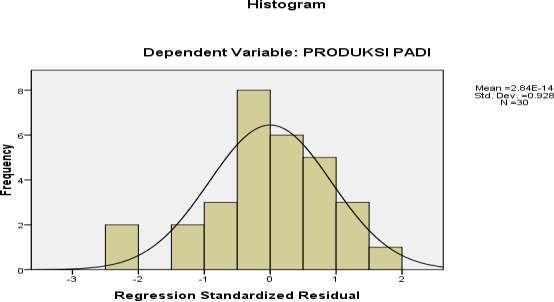 Histogram
Dependent Variable: PRODUKSI PADI
Mean =2.84E-14
Std. Dev. =0.928
N =30
Frequency
8
6
4
2
0
-3 -2 -1 0 1 2
Regression Standardized Residual